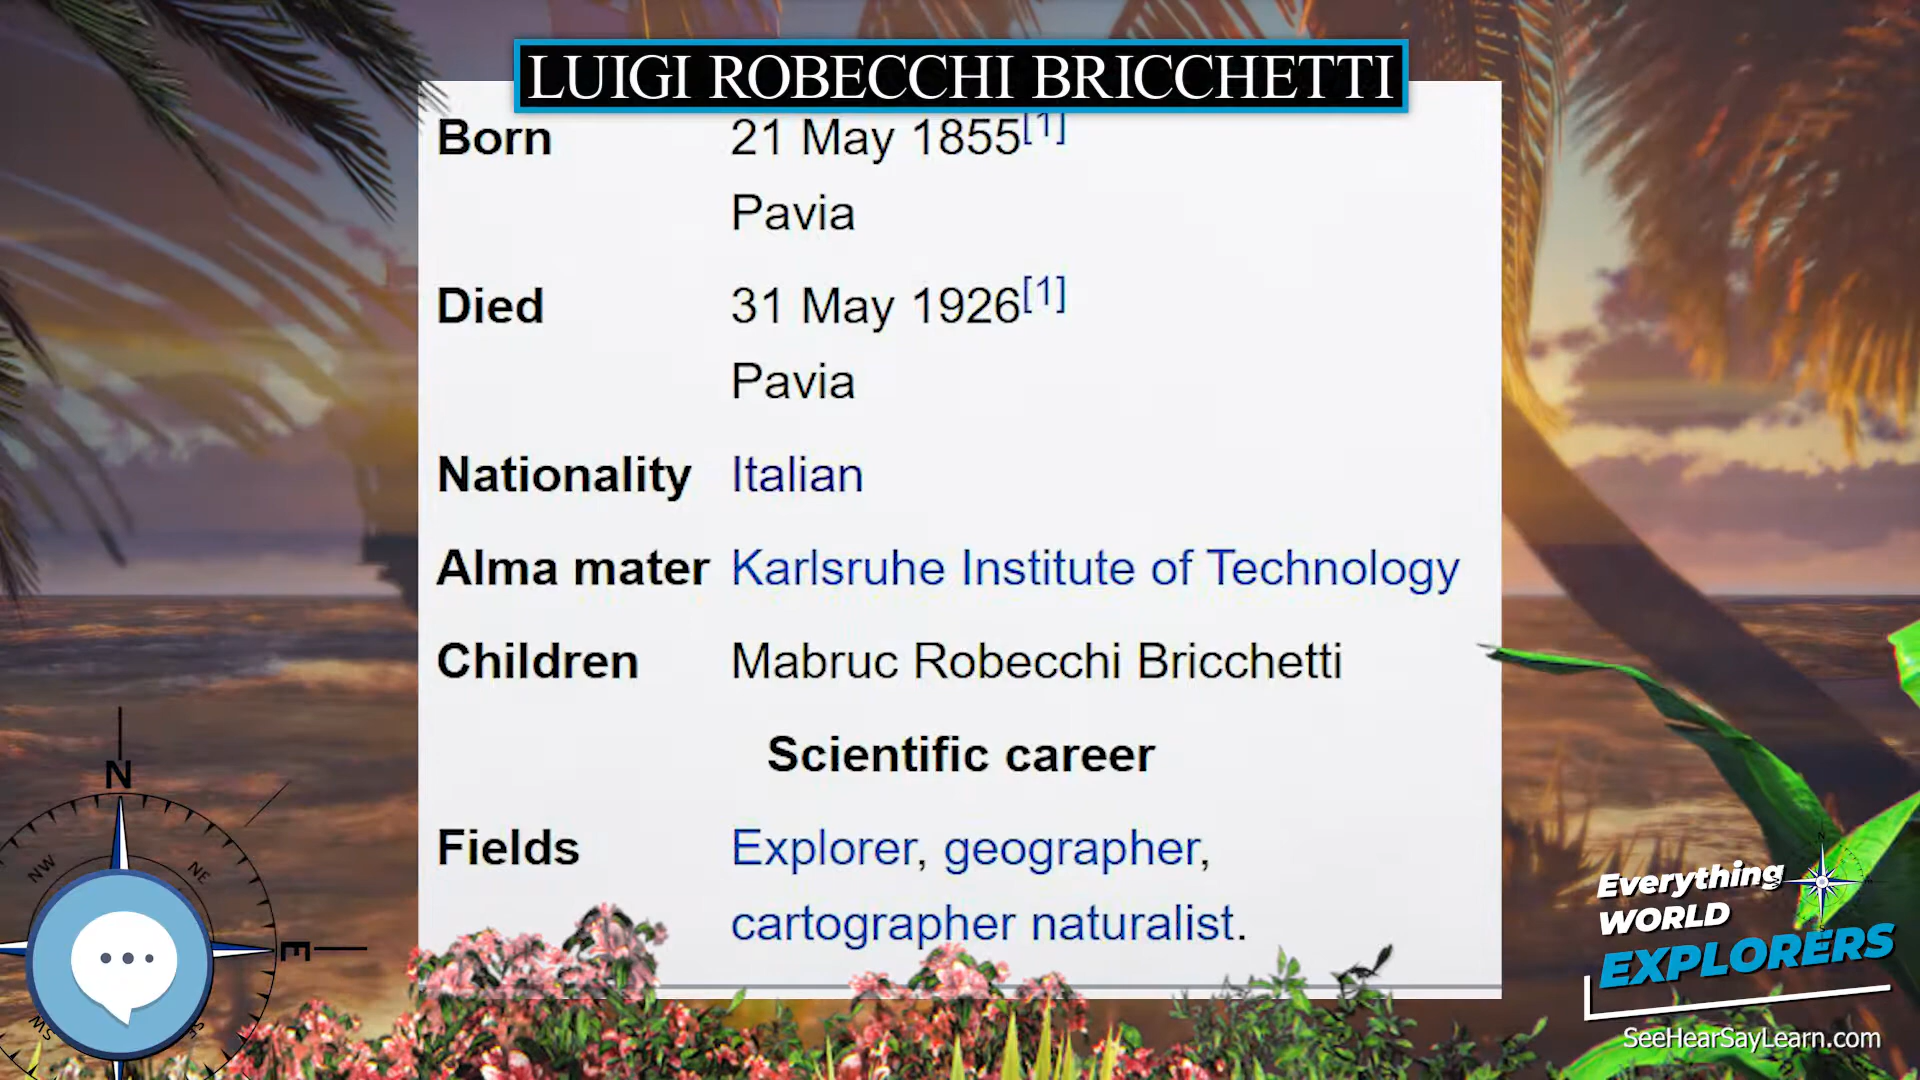 LUIGI ROBECCHI BRICCHETTI
Born 21 May 1855[1]
Pavia
Died 31 May 1926[1]
Pavia
Nationality Italian
Alma mater Karlsruhe Institute of Technology
Children Mabruc Robecchi Bricchetti
Scientific career
Fields Explorer, geographer,
cartographer naturalist.
N
NW NE
E
SW
Everything
WORLD
EXPLORERS
SeeHearSayLearn.com